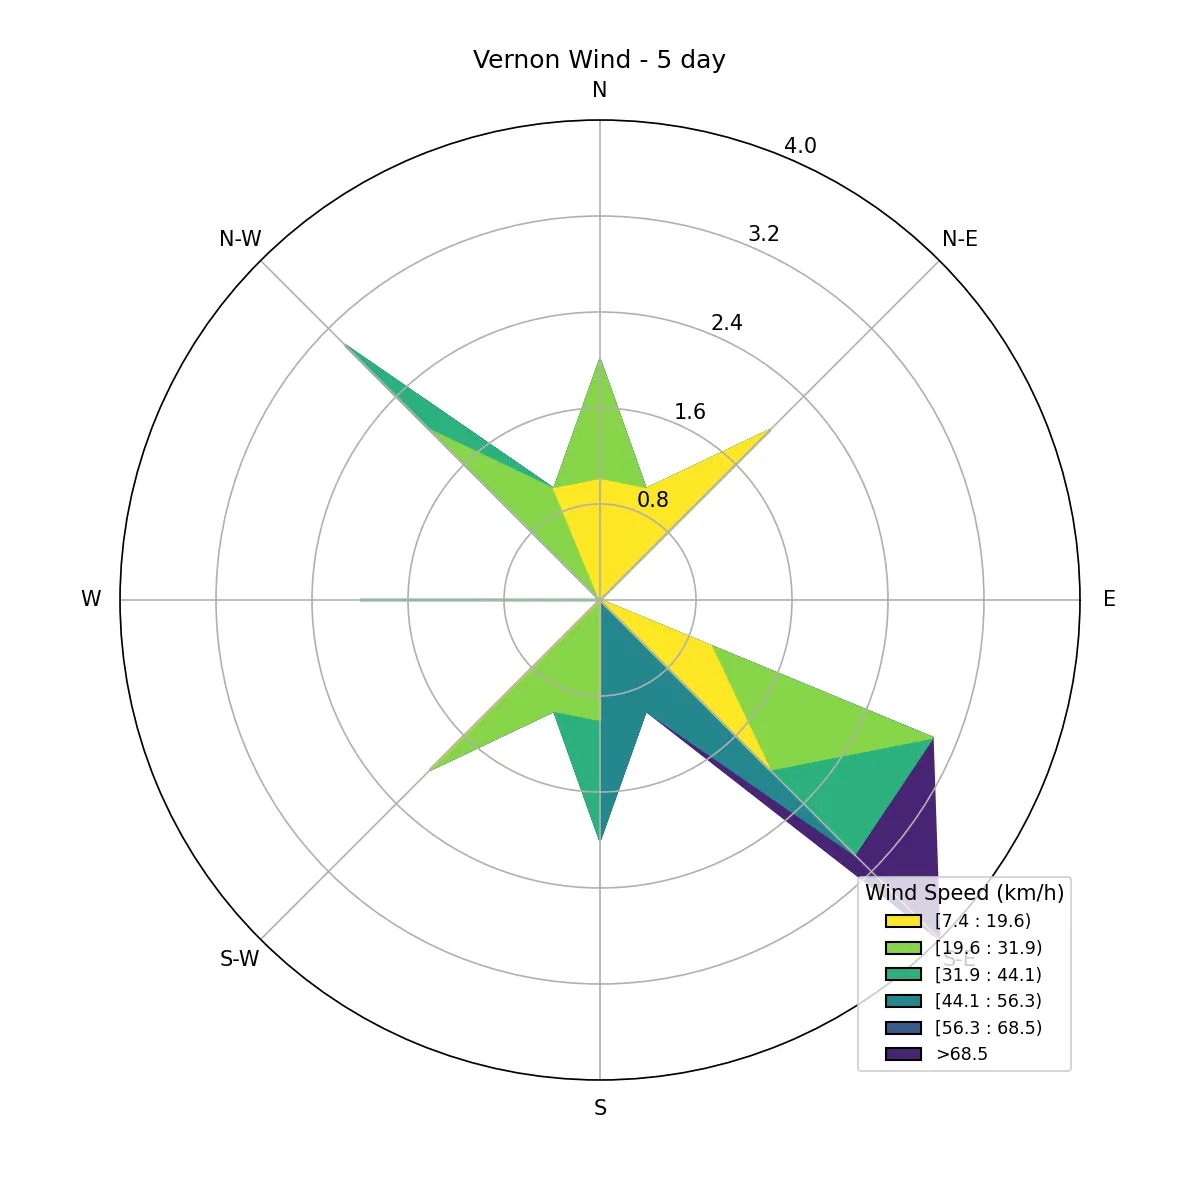 Vernon Wind - 5 day
N
4.0
N-W
3.2
N-E
2.4
1.6
0.8
W
E
Wind Speed (km/h)
[7.4 : 19.6)
[19.6 : 31.9)
S-W
S-E
[31.9 : 44.1)
[44.1 : 56.3)
[56.3 : 68.5)
>68.5
S